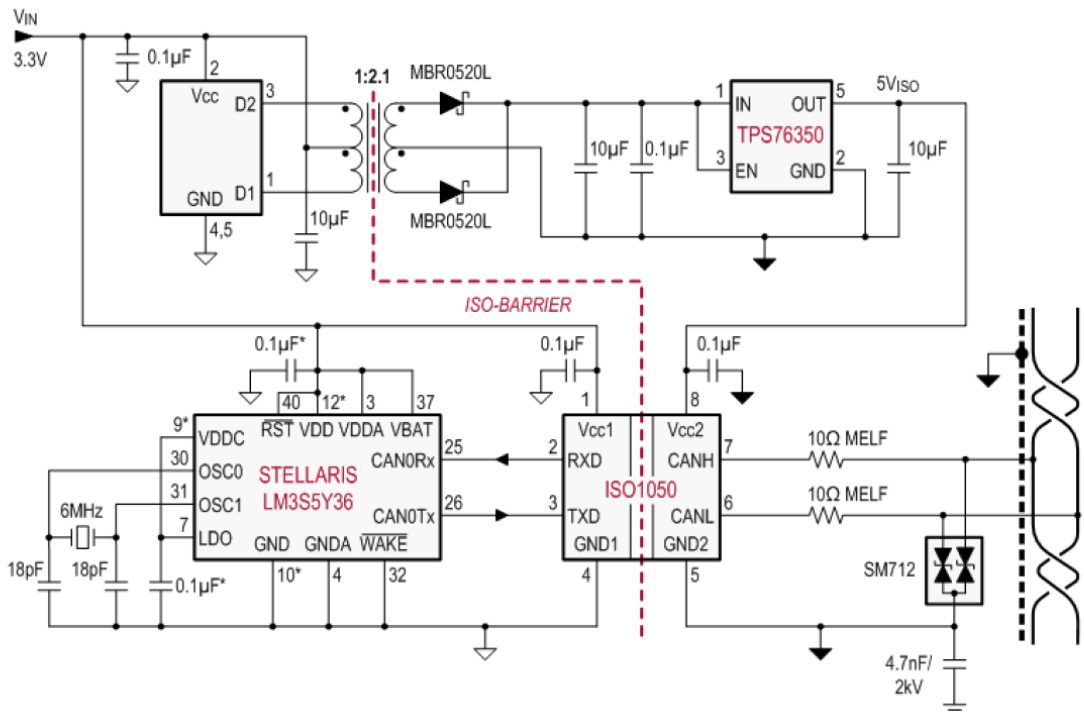 VIN
3.3V
0.1µF
2
Vcc
D2
3
D1
1
GND
4,5
10µF
1:2.1
MBR0520L
MBR0520L
10µF
0.1µF
1
IN
OUT
5
TPS76350
3
EN
GND
2
5VISO
10µF
ISO-BARRIER
0.1µF*
40
12*
3
37
RST
VDD
VDDA
VBAT
9*
VDDC
30
OSC0
31
OSC1
7
LDO
STELLARIS
LM3S5Y36
CAN0Rx
25
CAN0Tx
26
GND
GNDA
WAKE
10*
4
32
6MHz
18pF
18pF
0.1µF*
0.1µF
1
Vcc1
2
RXD
3
TXD
GND1
4
ISO1050
0.1µF
8
Vcc2
CANH
7
CANL
6
GND2
5
10Ω MELF
10Ω MELF
SM712
4.7nF/
2kV